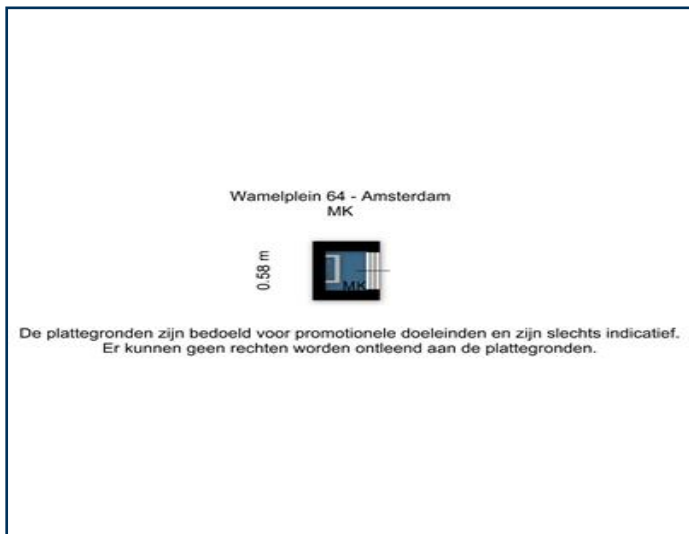 Wamelplein 64 - Amsterdam
MK
0.58 m
MK
De plattegronden zijn bedoeld voor promotionele doeleinden en zijn slechts indicatief.
Er kunnen geen rechten worden ontleend aan de plattegronden.